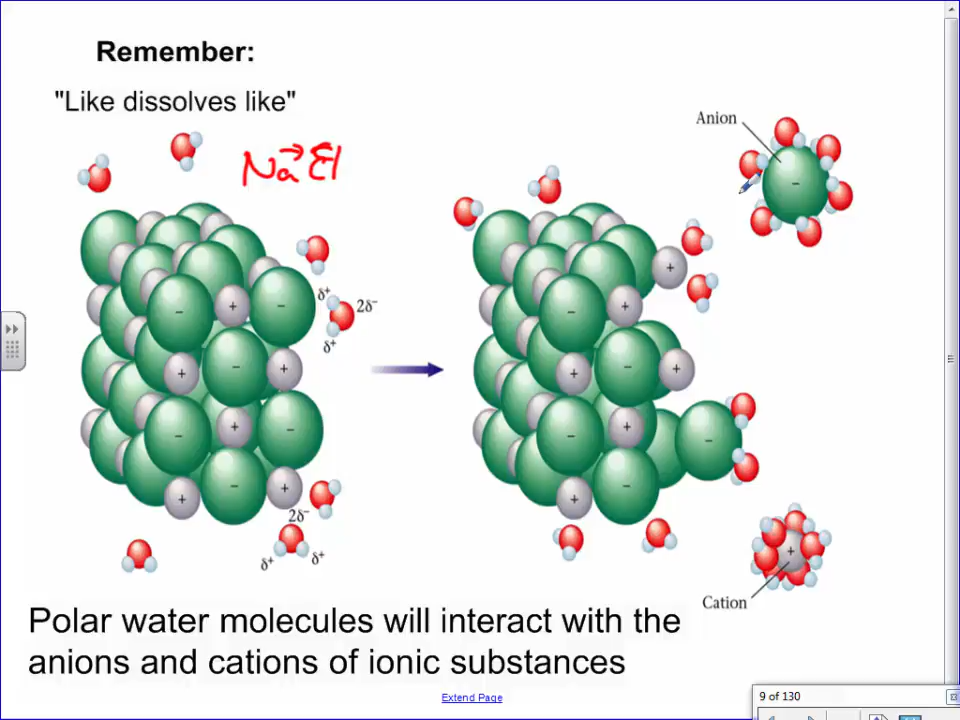 Remember:
"Like dissolves like"
Anion
δ+
2δ−
δ+
2δ−
δ+
δ+
Cation
Polar water molecules will interact with the
anions and cations of ionic substances
Extend Page
9 of 130